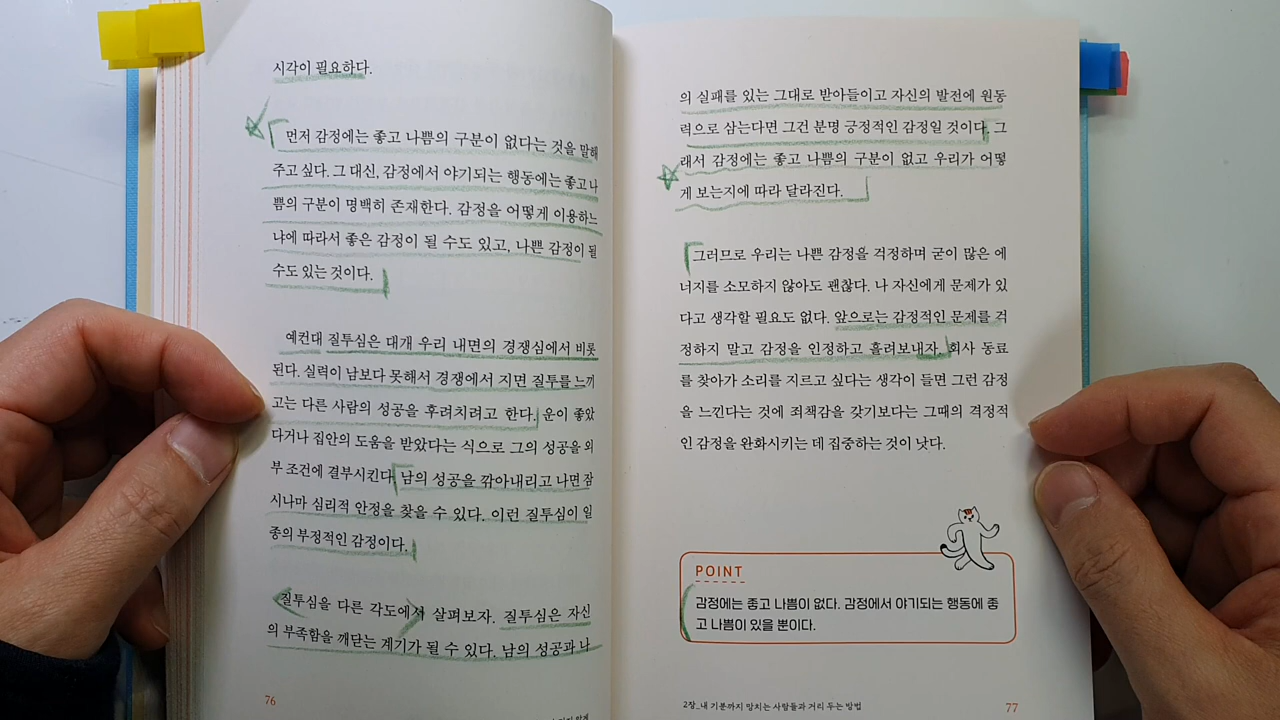 시각이 필요하다.
먼저 감정에는 좋고 나쁨의 구분이 없다는 것을 말해
주고 싶다. 그 대신, 감정에서 야기되는 행동에는 좋고 나
쁨의 구분이 명백히 존재한다. 감정을 어떻게 이용하느
냐에 따라서 좋은 감정이 될 수도 있고, 나쁜 감정이 될
수도 있는 것이다.
예컨대 질투심은 대개 우리 내면의 경쟁심에서 비롯
된다. 실력이 남보다 못해서 경쟁에서 지면 질투를 느끼
고는 다른 사람의 성공을 후려치려고 한다. 운이 좋았
다거나 집안의 도움을 받았다는 식으로 그의 성공을 외
부 조건에 결부시킨다. 남의 성공을 깎아내리고 나면 잠
시나마 심리적 안정을 찾을 수 있다. 이런 질투심이 일
종의 부정적인 감정이다.
질투심을 다른 각도에서 살펴보자. 질투심은 자신
의 부족함을 깨닫는 계기가 될 수 있다. 남의 성공과 나
76
의 실패를 있는 그대로 받아들이고 자신의 발전에 원동
력으로 삼는다면 그건 분명 긍정적인 감정일 것이다. 그
래서 감정에는 좋고 나쁨의 구분이 없고 우리가 어떻
게 보는지에 따라 달라진다.
그러므로 우리는 나쁜 감정을 걱정하며 굳이 많은 에
너지를 소모하지 않아도 괜찮다. 나 자신에게 문제가 있
다고 생각할 필요도 없다. 앞으로는 감정적인 문제를 걱
정하지 말고 감정을 인정하고 흘려보내자. 회사 동료
를 찾아가 소리를 지르고 싶다는 생각이 들면 그런 감정
을 느낀다는 것에 죄책감을 갖기보다는 그때의 격정적
인 감정을 완화시키는 데 집중하는 것이 낫다.
POINT
감정에는 좋고 나쁨이 없다. 감정에서 야기되는 행동에 좋
고 나쁨이 있을 뿐이다.
2장_내 기분까지 망치는 사람들과 거리 두는 방법
77